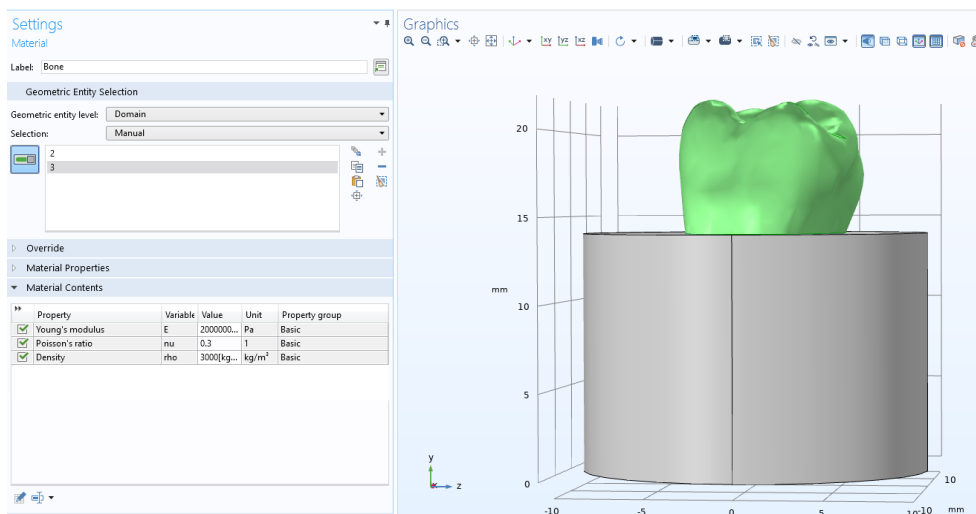 Settings
Material
Label: Bone
Geometric Entity Selection
Geometric entity level: Domain
Selection: Manual
2
3
Override
Material Properties
Material Contents
Property Variable Value Unit Property group
Young's modulus E 2000000... Pa Basic
Poisson's ratio nu 0.3 1 Basic
Density rho 3000[kg... kg/m³ Basic
Graphics
xy yz xz
20
15
mm
10
5
0
y
z
-10 -5 0 5 10 -10 mm
10